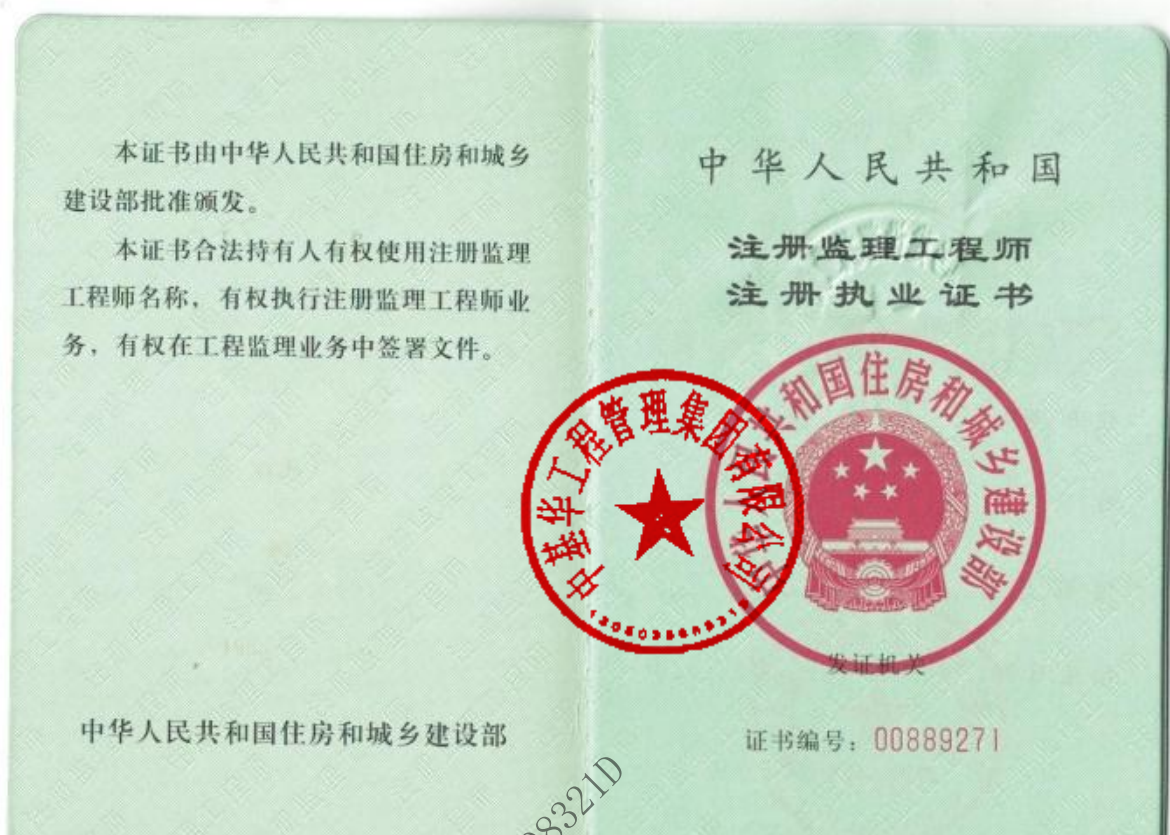 本证书由中华人民共和国住房和城乡
建设部批准颁发。
本证书合法持有人有权使用注册监理
工程师名称、有权执行注册监理工程师业
务、有权在工程监理业务中签署文件。
中华人民共和国住房和城乡建设部
中华人民共和国
注册监理工程师
注册执业证书
共和国住房和城乡建设部
中基华工程管理集团有限公司
发证机关
证书编号：00889271
98321D